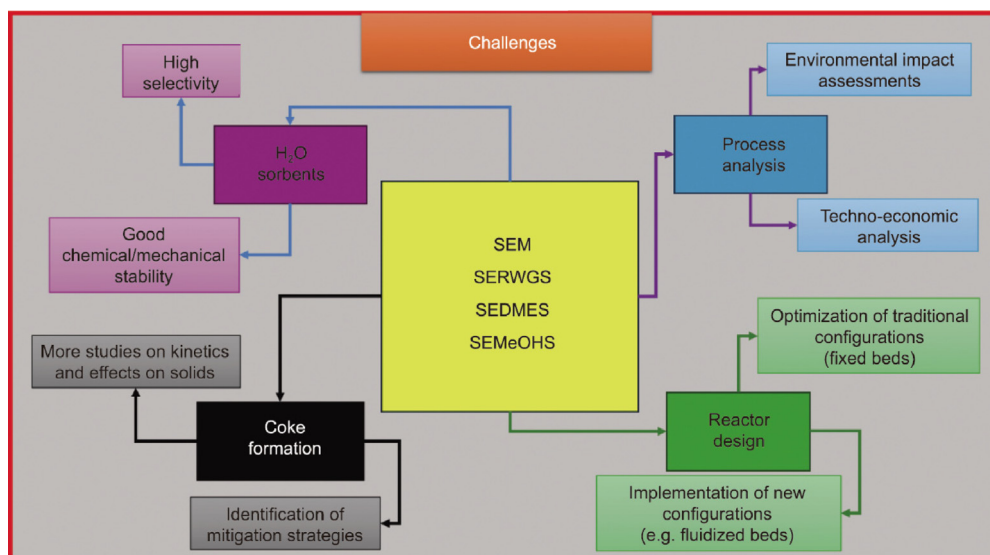 Challenges
High
selectivity
H₂O
sorbents
Good
chemical/mechanical
stability
Environmental impact
assessments
Process
analysis
Techno-economic
analysis
SEM
SERWGS
SEDMES
SEMeOHS
More studies on kinetics
and effects on solids
Coke
formation
Identification of
mitigation strategies
Optimization of traditional
configurations
(fixed beds)
Reactor
design
Implementation of new
configurations
(e.g. fluidized beds)